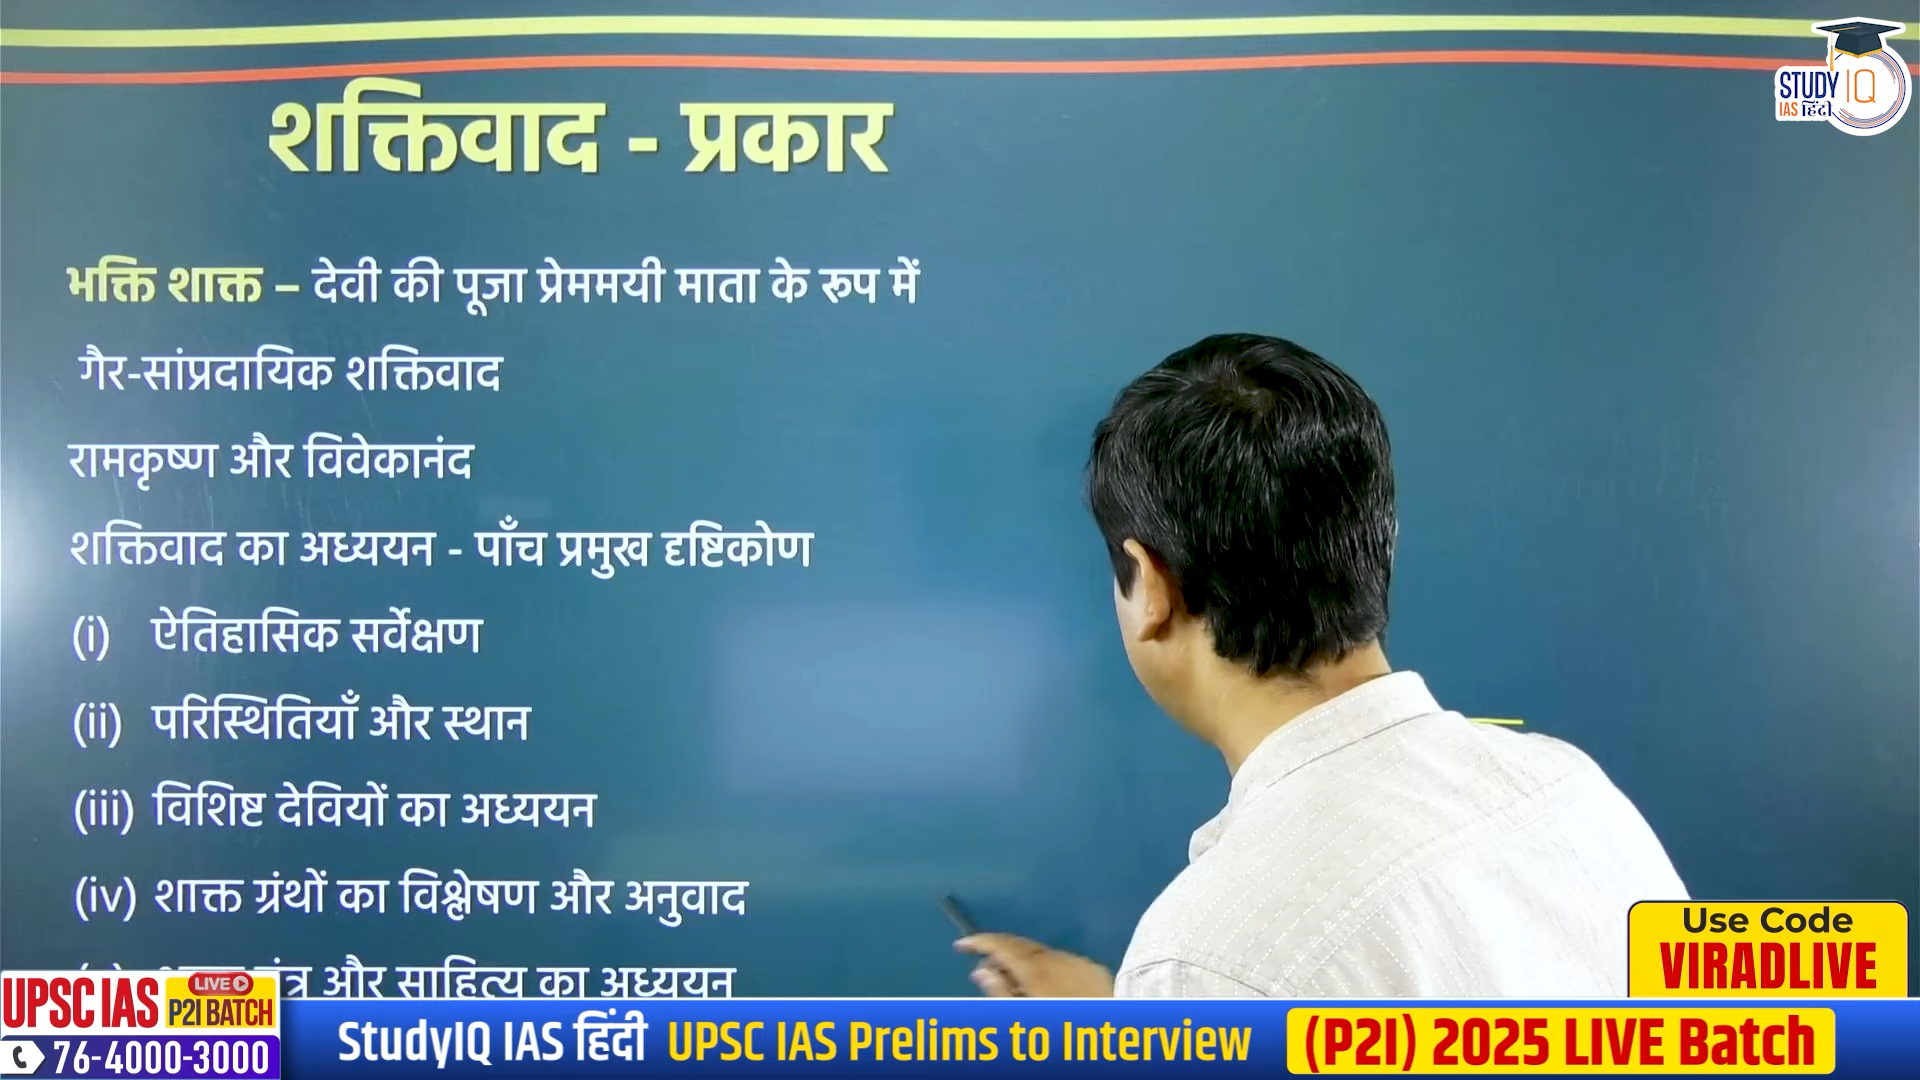 STUDY IQ
IAS हिंदी
शक्तिवाद - प्रकार
भक्ति शाक्त – देवी की पूजा प्रेममयी माता के रूप में
गैर-सांप्रदायिक शक्तिवाद
रामकृष्ण और विवेकानंद
शक्तिवाद का अध्ययन - पाँच प्रमुख दृष्टिकोण
(i) ऐतिहासिक सर्वेक्षण
(ii) परिस्थितियाँ और स्थान
(iii) विशिष्ट देवियों का अध्ययन
(iv) शाक्त ग्रंथों का विश्लेषण और अनुवाद
और साहित्य का अध्ययन
Use Code
VIRADLIVE
UPSC IAS LIVE P2I BATCH
76-4000-3000
StudyIQ IAS हिंदी UPSC IAS Prelims to Interview (P2I) 2025 LIVE Batch